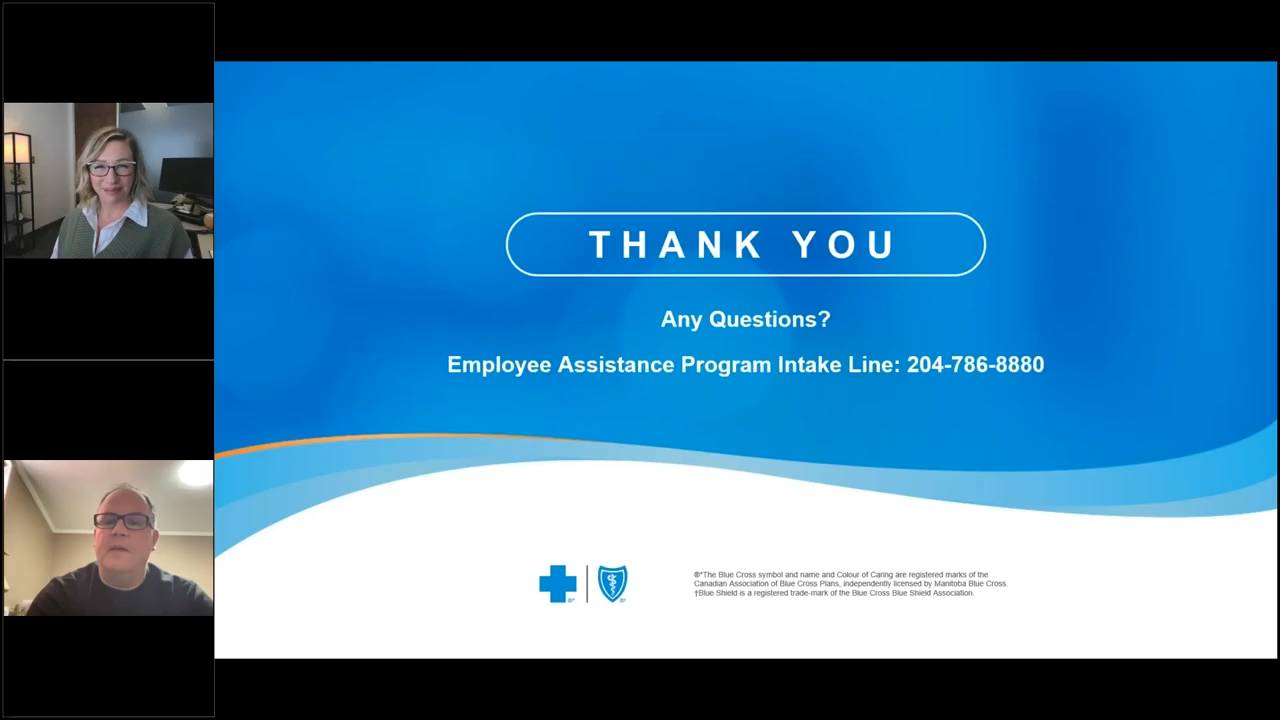 THANK YOU
Any Questions?
Employee Assistance Program Intake Line: 204-786-8880
®*The Blue Cross symbol and name and Colour of Caring are registered marks of the
Canadian Association of Blue Cross Plans, independently licensed by Manitoba Blue Cross.
†Blue Shield is a registered trade-mark of the Blue Cross Blue Shield Association.